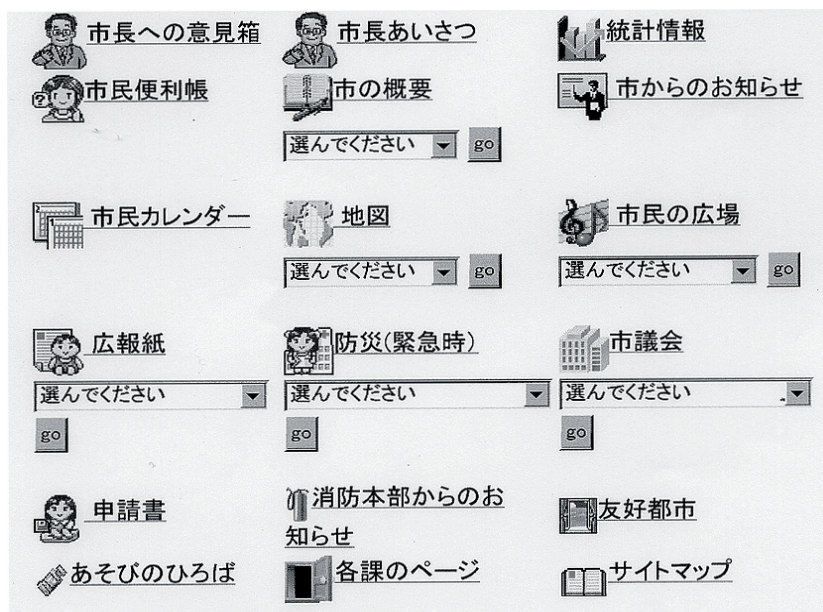 市長への意見箱 市長あいさつ 統計情報
市民便利帳 市の概要 市からのお知らせ
選んでください go
市民カレンダー 地図 市民の広場
選んでください go 選んでください go
広報紙 防災(緊急時) 市議会
選んでください 選んでください 選んでください
go go go
申請書 消防本部からのお 友好都市
知らせ
あそびのひろば 各課のページ サイトマップ